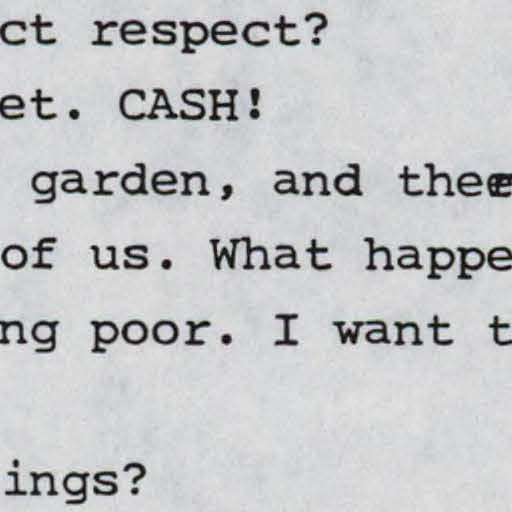 ct respect?
et. CASH!
garden, and thee
of us. What happe
ng poor. I want t
ings?